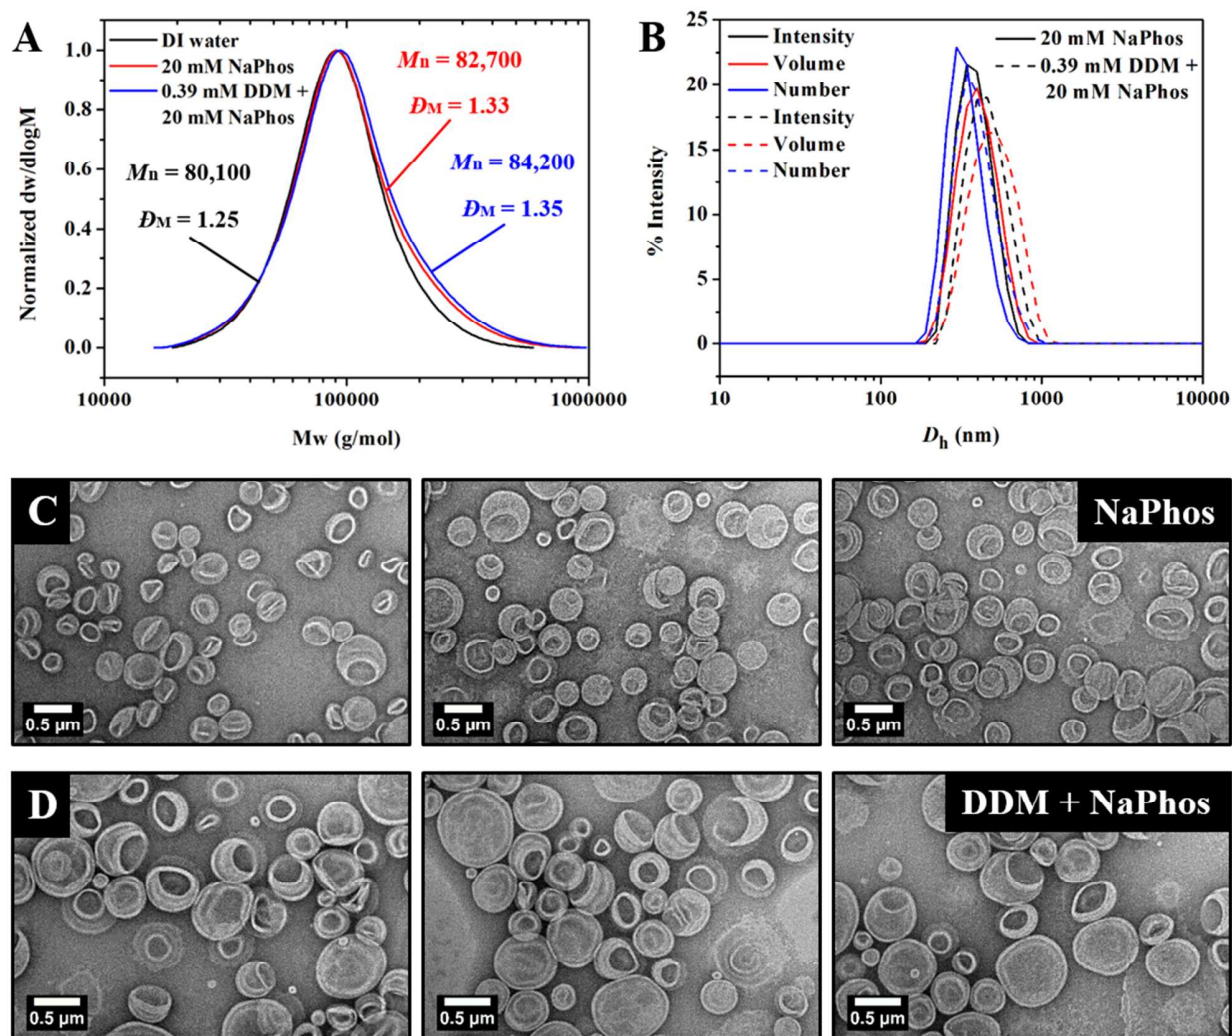 A
DI water
20 mM NaPhos
0.39 mM DDM +
20 mM NaPhos
Mn = 82,700
ĐM = 1.33
Mn = 84,200
ĐM = 1.35
Mn = 80,100
ĐM = 1.25
Normalized dw/dlogM
1.0
0.8
0.6
0.4
0.2
0.0
10000
100000
1000000
Mw (g/mol)
B
Intensity
Volume
Number
Intensity
Volume
Number
20 mM NaPhos
0.39 mM DDM +
20 mM NaPhos
% Intensity
25
20
15
10
5
0
10
100
1000
10000
Dh (nm)
C
NaPhos
0.5 µm
0.5 µm
0.5 µm
D
DDM + NaPhos
0.5 µm
0.5 µm
0.5 µm